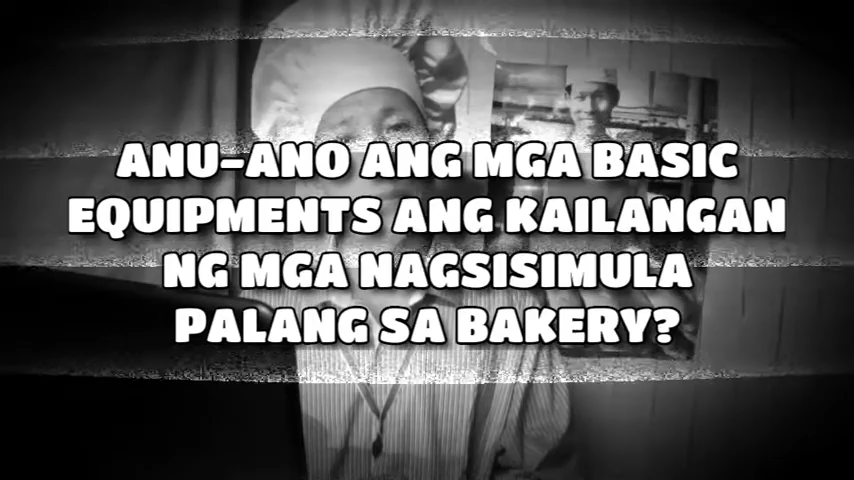 ANU-ANO ANG MGA BASIC
EQUIPMENTS ANG KAILANGAN
NG MGA NAGSISIMULA
PALANG SA BAKERY?